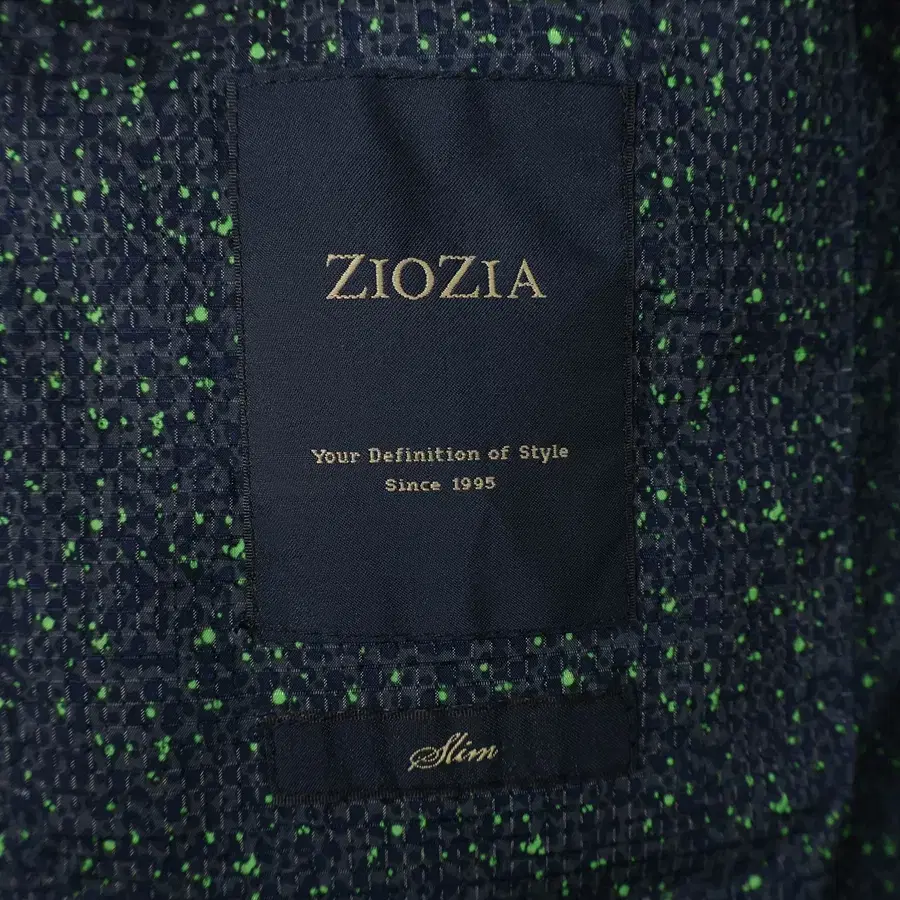 ZIOZIA
Your Definition of Style
Since 1995
Slim